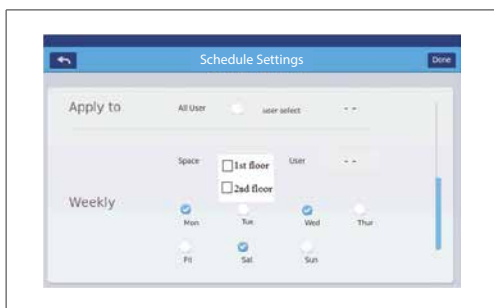 Schedule Settings Done
Apply to All User user select --
Space 1st floor User --
2nd floor
Weekly
Mon Tue Wed Thur
Fri Sat Sun